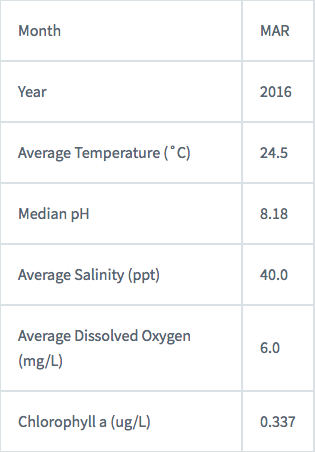 Month MAR
Year 2016
Average Temperature (˚C) 24.5
Median pH 8.18
Average Salinity (ppt) 40.0
Average Dissolved Oxygen
(mg/L) 6.0
Chlorophyll a (ug/L) 0.337